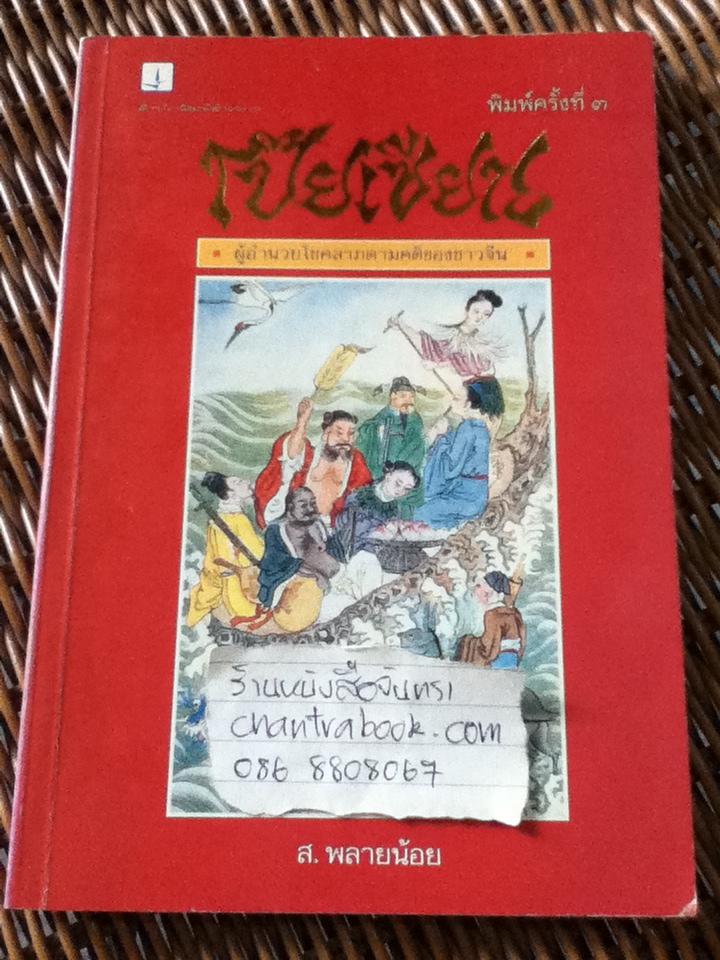 พิมพ์ครั้งที่ ๓
โป๊ยเซียน
ผู้อำนวยโชคลาภตามคติของชาวจีน
ร้านหนังสือจันทรา
chantrabook.com
086 8808067
ส. พลายน้อย